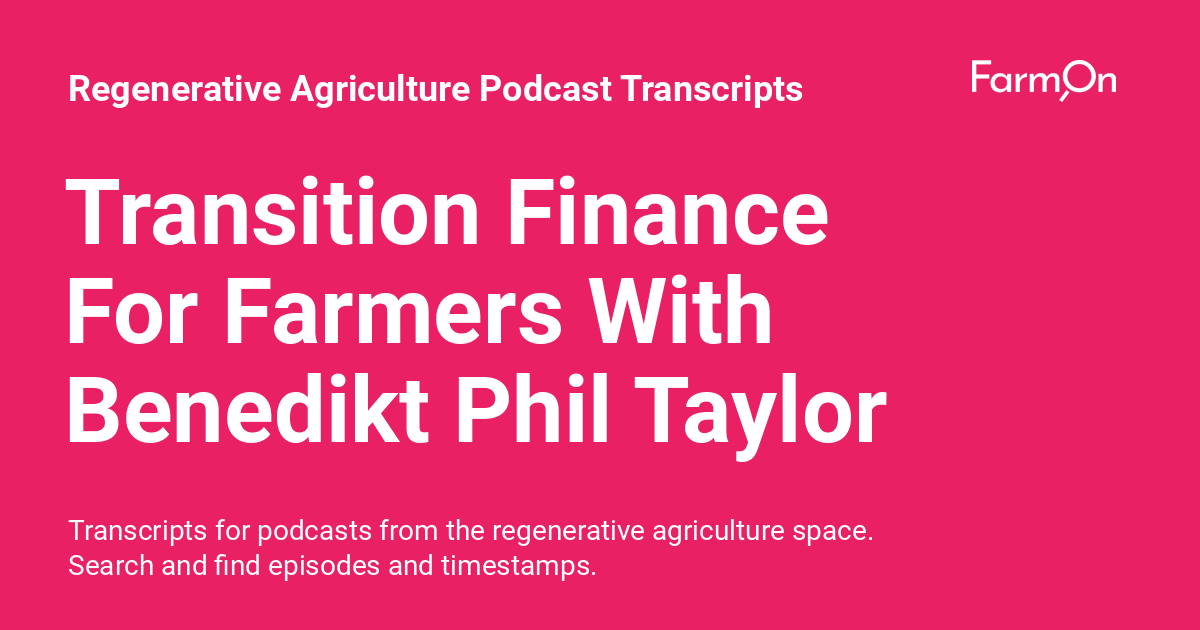 Regenerative Agriculture Podcast Transcripts
FarmOn
Transition Finance
For Farmers With
Benedikt Phil Taylor
Transcripts for podcasts from the regenerative agriculture space.
Search and find episodes and timestamps.